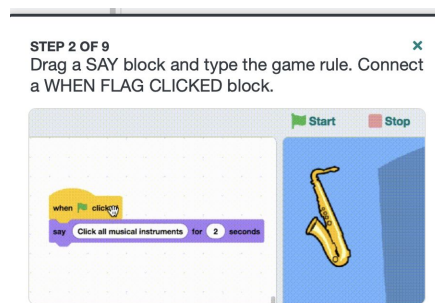 STEP 2 OF 9
Drag a SAY block and type the game rule. Connect
a WHEN FLAG CLICKED block.
Start Stop
when click
say Click all musical instruments for 2 seconds